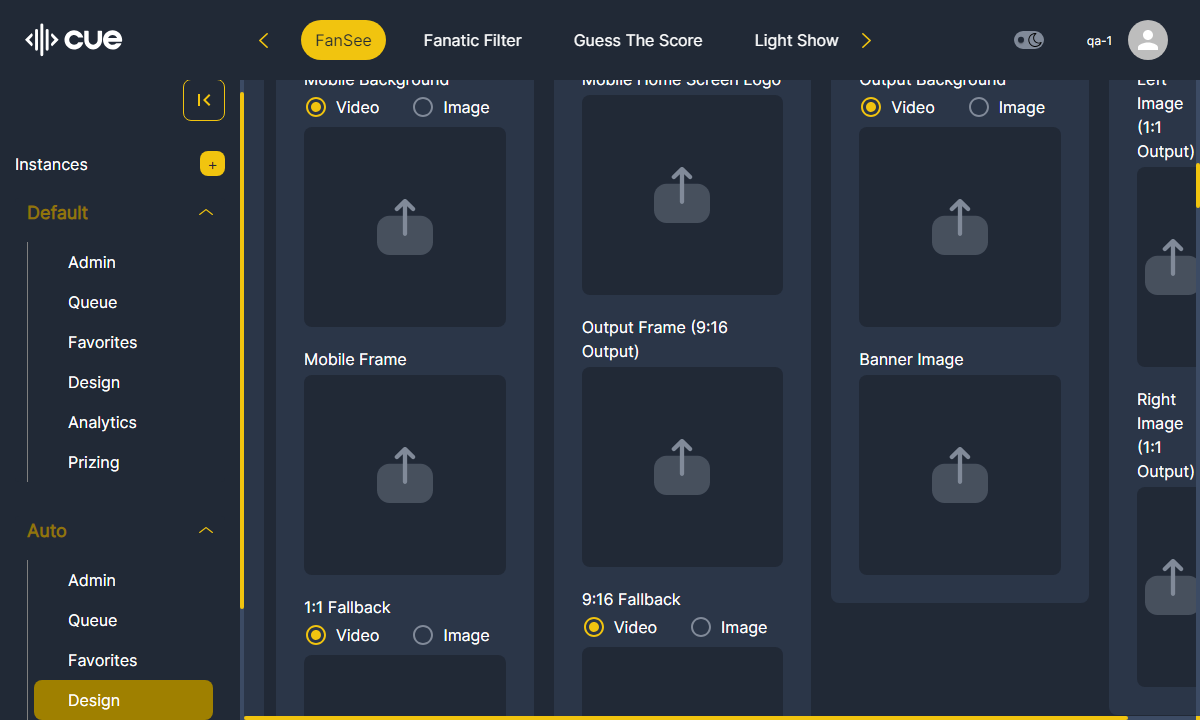 cue
FanSee
Fanatic Filter
Guess The Score
Light Show
qa-1
Instances
+
Default
Admin
Queue
Favorites
Design
Analytics
Prizing
Auto
Admin
Queue
Favorites
Design
Mobile Background
Video
Image
Mobile Frame
1:1 Fallback
Video
Image
Mobile Home Screen Logo
Output Frame (9:16
Output)
9:16 Fallback
Video
Image
Output Background
Video
Image
Banner Image
Left
Image
(1:1
Output)
Right
Image
(1:1
Output)